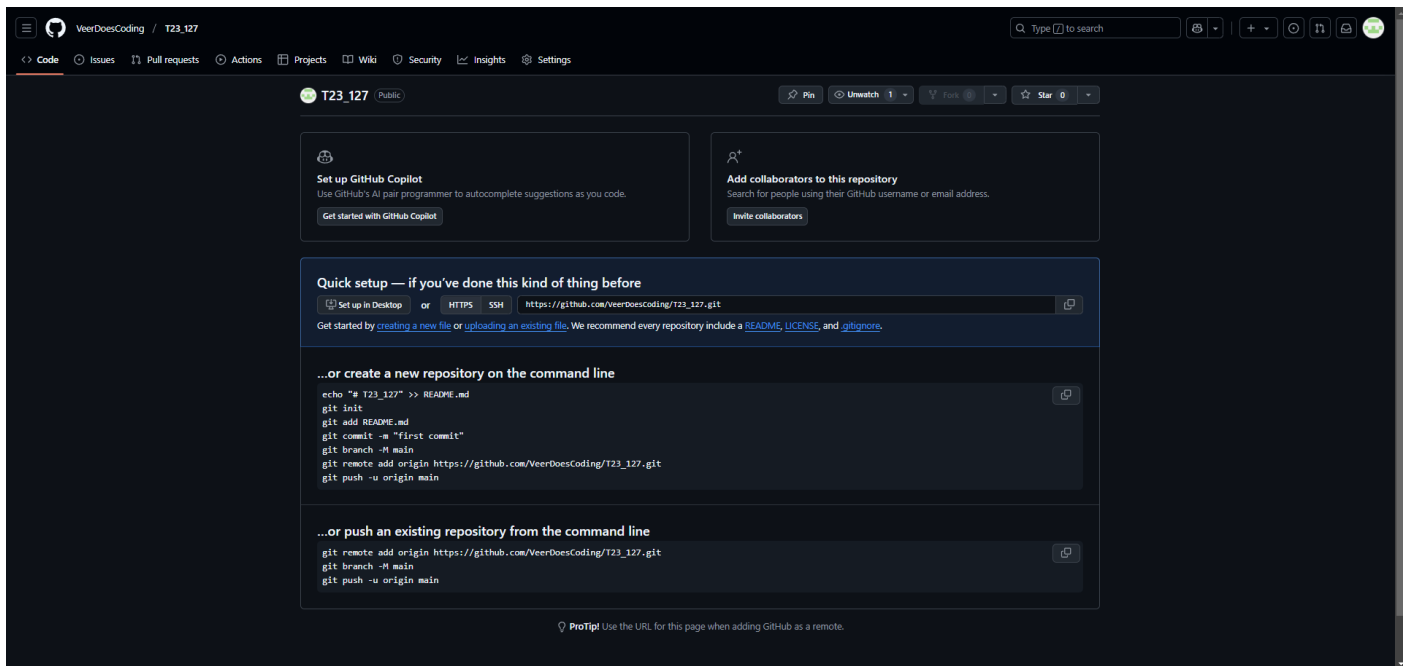 VeerDoesCoding / T23_127
Type / to search
Code Issues Pull requests Actions Projects Wiki Security Insights Settings
T23_127 Public
Pin Unwatch 1 Fork 0 Star 0
Set up GitHub Copilot
Use GitHub's AI pair programmer to autocomplete suggestions as you code.
Get started with GitHub Copilot
Add collaborators to this repository
Search for people using their GitHub username or email address.
Invite collaborators
Quick setup — if you've done this kind of thing before
Set up in Desktop or HTTPS SSH https://github.com/VeerDoesCoding/T23_127.git
Get started by creating a new file or uploading an existing file. We recommend every repository include a README, LICENSE, and .gitignore.
...or create a new repository on the command line
echo "# T23_127" >> README.md
git init
git add README.md
git commit -m "first commit"
git branch -M main
git remote add origin https://github.com/VeerDoesCoding/T23_127.git
git push -u origin main
...or push an existing repository from the command line
git remote add origin https://github.com/VeerDoesCoding/T23_127.git
git branch -M main
git push -u origin main
ProTip! Use the URL for this page when adding GitHub as a remote.